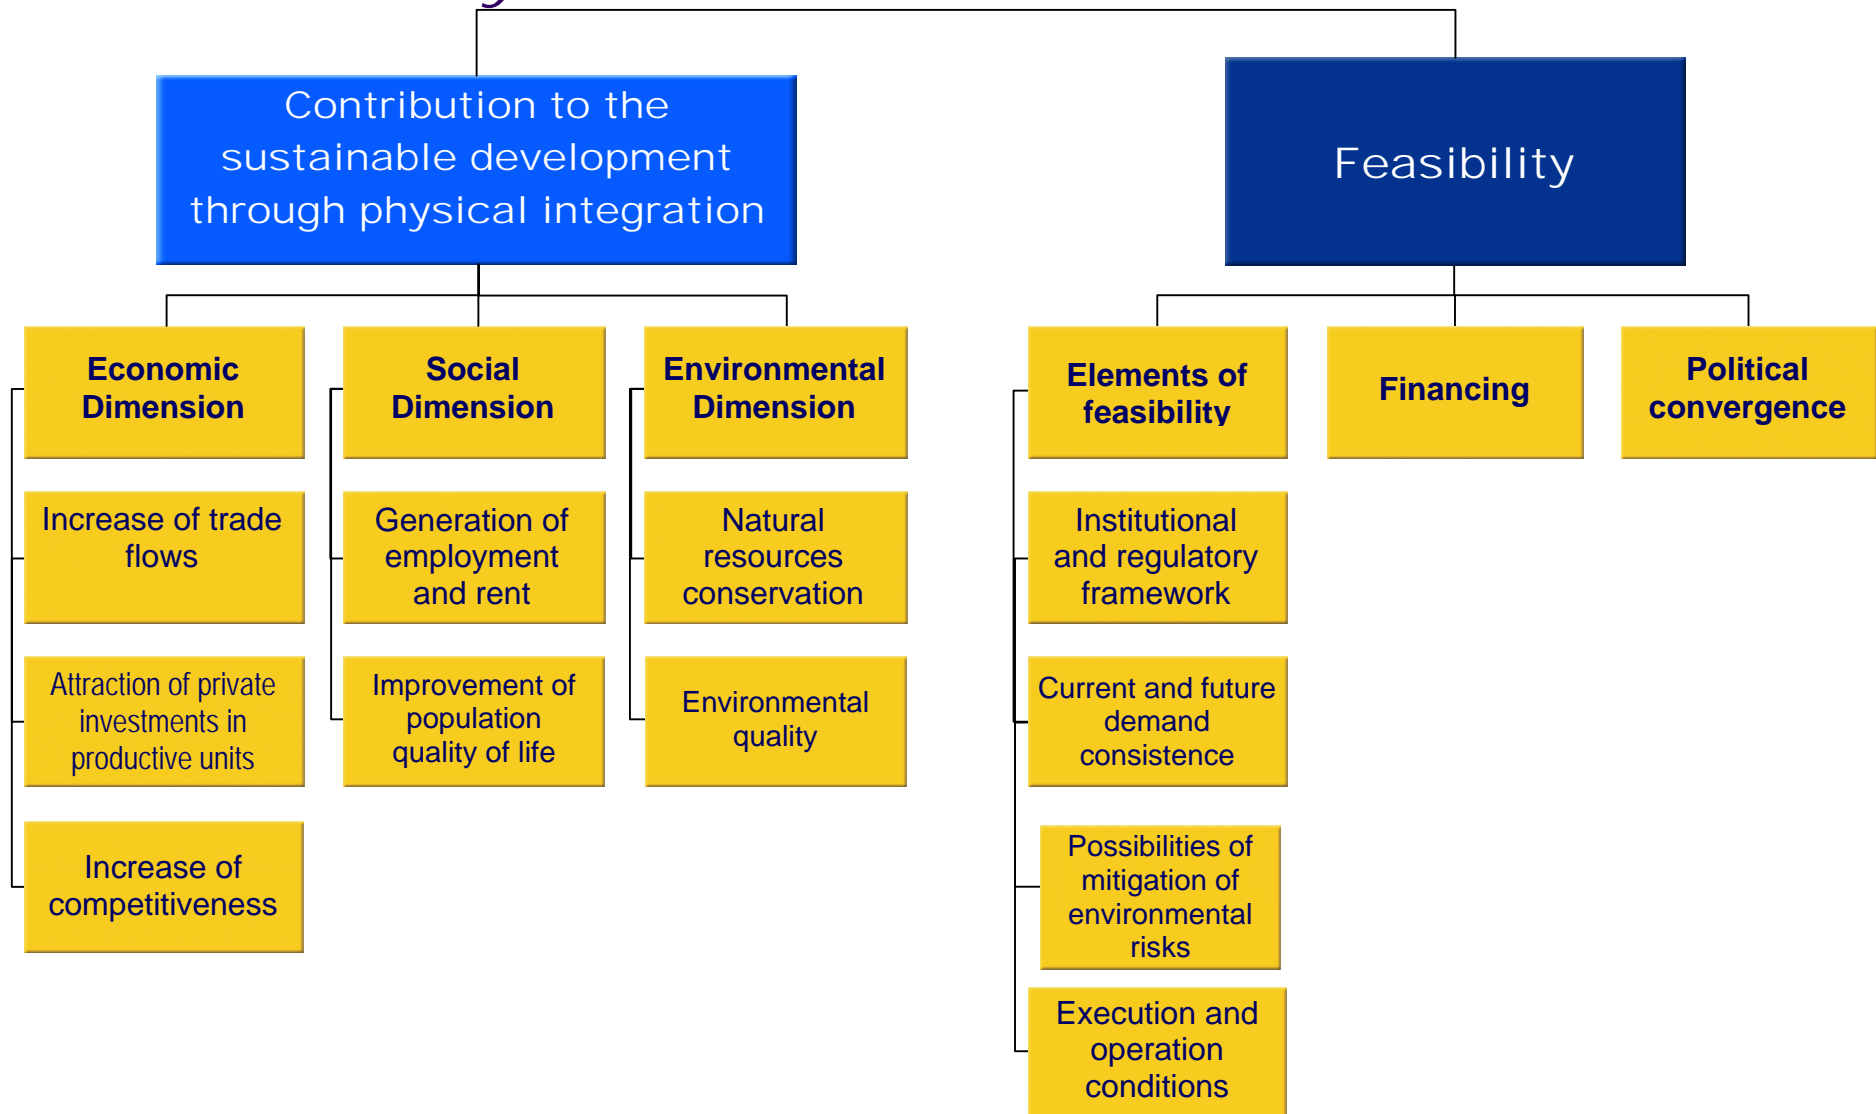 Contribution to the
sustainable development
through physical integration
Feasibility
Economic
Dimension
Social
Dimension
Environmental
Dimension
Elements of
feasibility
Financing
Political
convergence
Increase of trade
flows
Generation of
employment
and rent
Natural
resources
conservation
Institutional
and regulatory
framework
Attraction of private
investments in
productive units
Improvement of
population
quality of life
Environmental
quality
Current and future
demand
consistence
Increase of
competitiveness
Possibilities of
mitigation of
environmental
risks
Execution and
operation
conditions